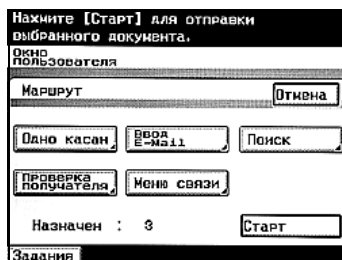 Нажмите [Старт] для отправки
выбранного документа.
Окно
пользователя
Маршрут Отмена
Одно касан Ввод E-Mail Поиск
Проверка получателя Меню связи
Назначен : 3 Старт
Задания